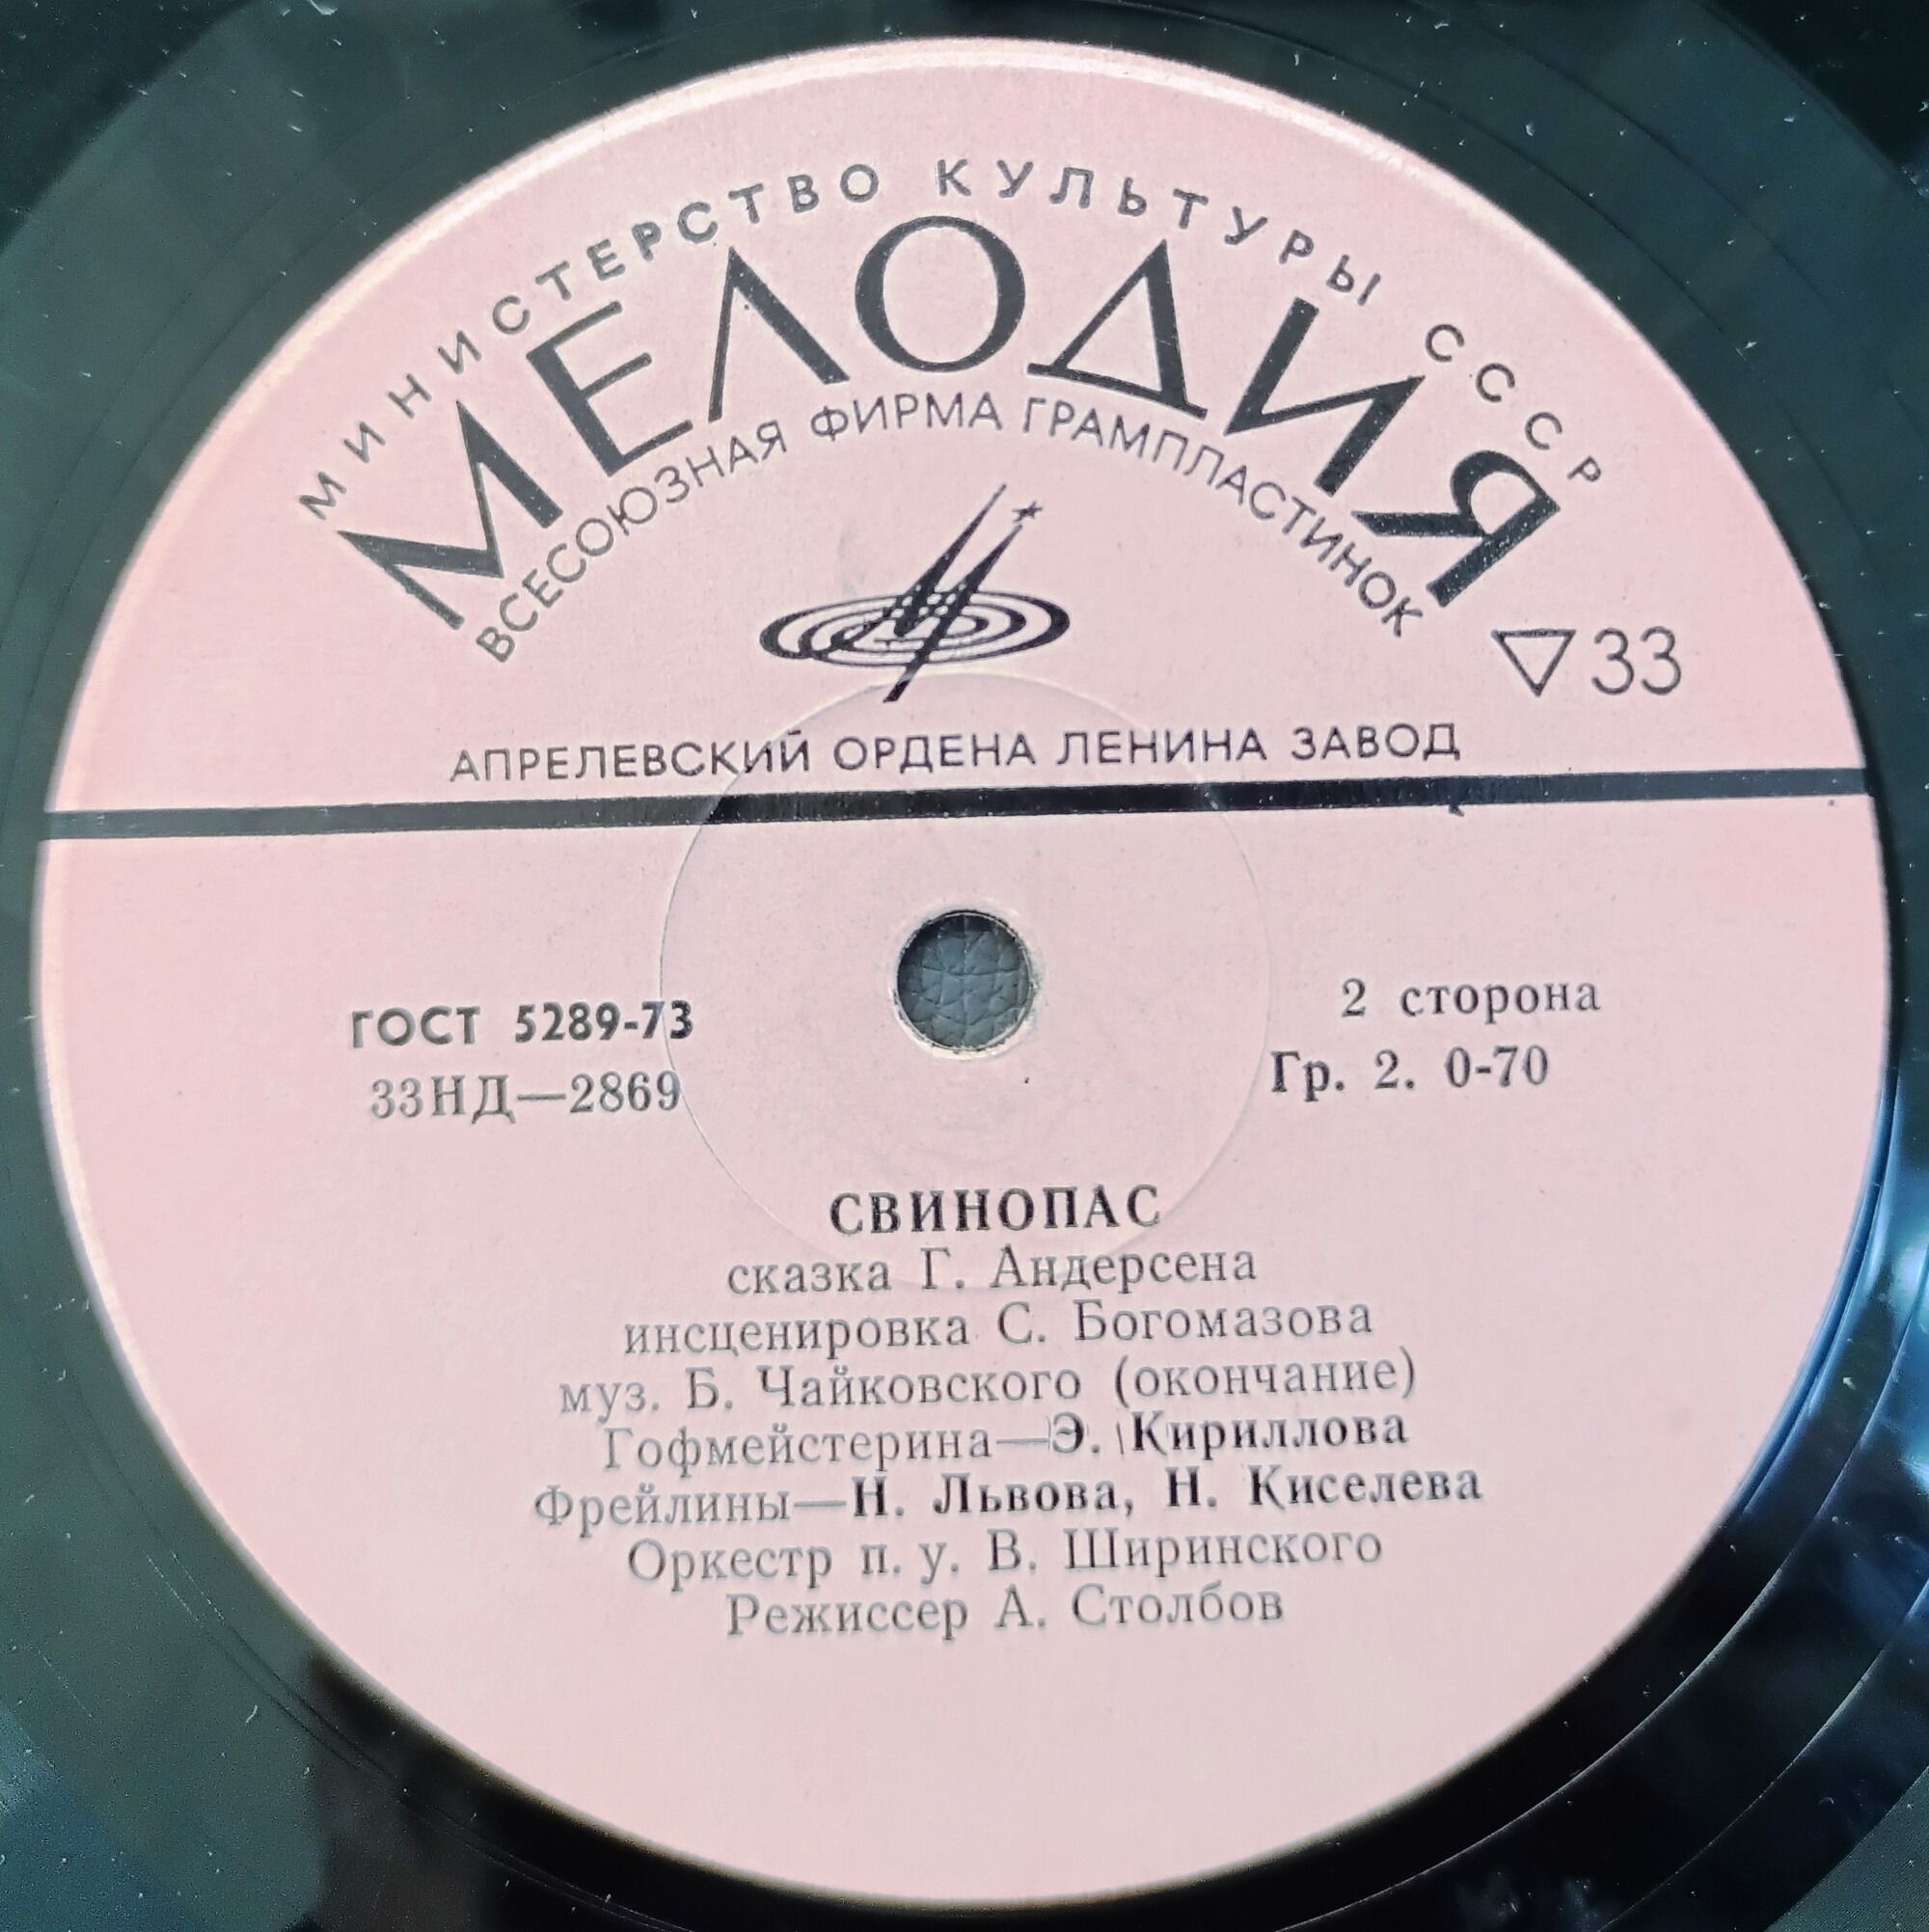 МИНИСТЕРСТВО КУЛЬТУРЫ СССР
МЕЛОДИЯ
ВСЕСОЮЗНАЯ ФИРМА ГРАМПЛАСТИНОК
▽33
АПРЕЛЕВСКИЙ ОРДЕНА ЛЕНИНА ЗАВОД
ГОСТ 5289-73
33НД—2869
2 сторона
Гр. 2. 0-70
СВИНОПАС
сказка Г. Андерсена
инсценировка С. Богомазова
муз. Б. Чайковского (окончание)
Гофмейстерина—Э. Кириллова
Фрейлины—Н. Львова, Н. Киселева
Оркестр п. у. В. Ширинского
Режиссер А. Столбов